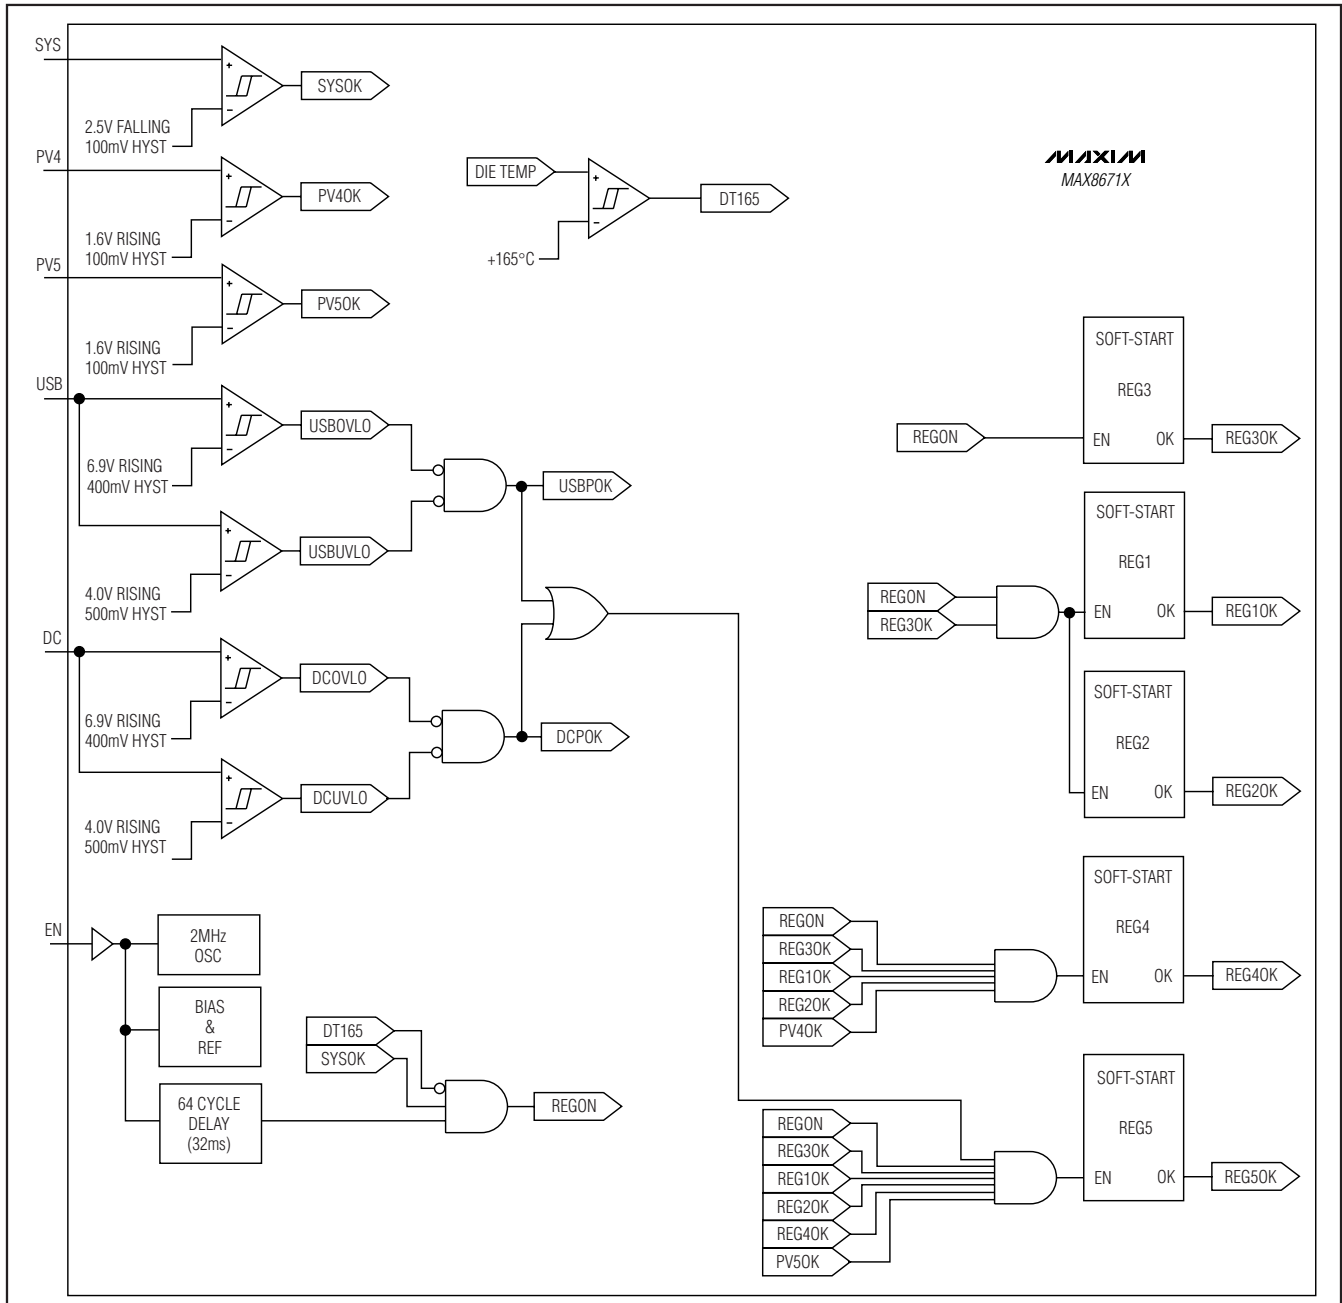 SYS
+
-
SYSOK
2.5V FALLING
100mV HYST
PV4
+
-
PV4OK
1.6V RISING
100mV HYST
PV5
+
-
PV5OK
1.6V RISING
100mV HYST
DIE TEMP
+
-
DT165
+165°C
MAXIM
MAX8671X
USB
+
-
USBOVLO
6.9V RISING
400mV HYST
USBPOK
+
-
USBUVLO
4.0V RISING
500mV HYST
DC
+
-
DCOVLO
6.9V RISING
400mV HYST
DCPOK
+
-
DCUVLO
4.0V RISING
500mV HYST
EN
2MHz
OSC
BIAS
&
REF
64 CYCLE
DELAY
(32ms)
DT165
SYSOK
REGON
SOFT-START
REG3
REGON
EN
OK
REG3OK
SOFT-START
REG1
REGON
REG3OK
EN
OK
REG1OK
SOFT-START
REG2
EN
OK
REG2OK
SOFT-START
REG4
REGON
REG3OK
REG1OK
REG2OK
PV4OK
EN
OK
REG4OK
SOFT-START
REG5
REGON
REG3OK
REG1OK
REG2OK
REG4OK
PV5OK
EN
OK
REG5OK